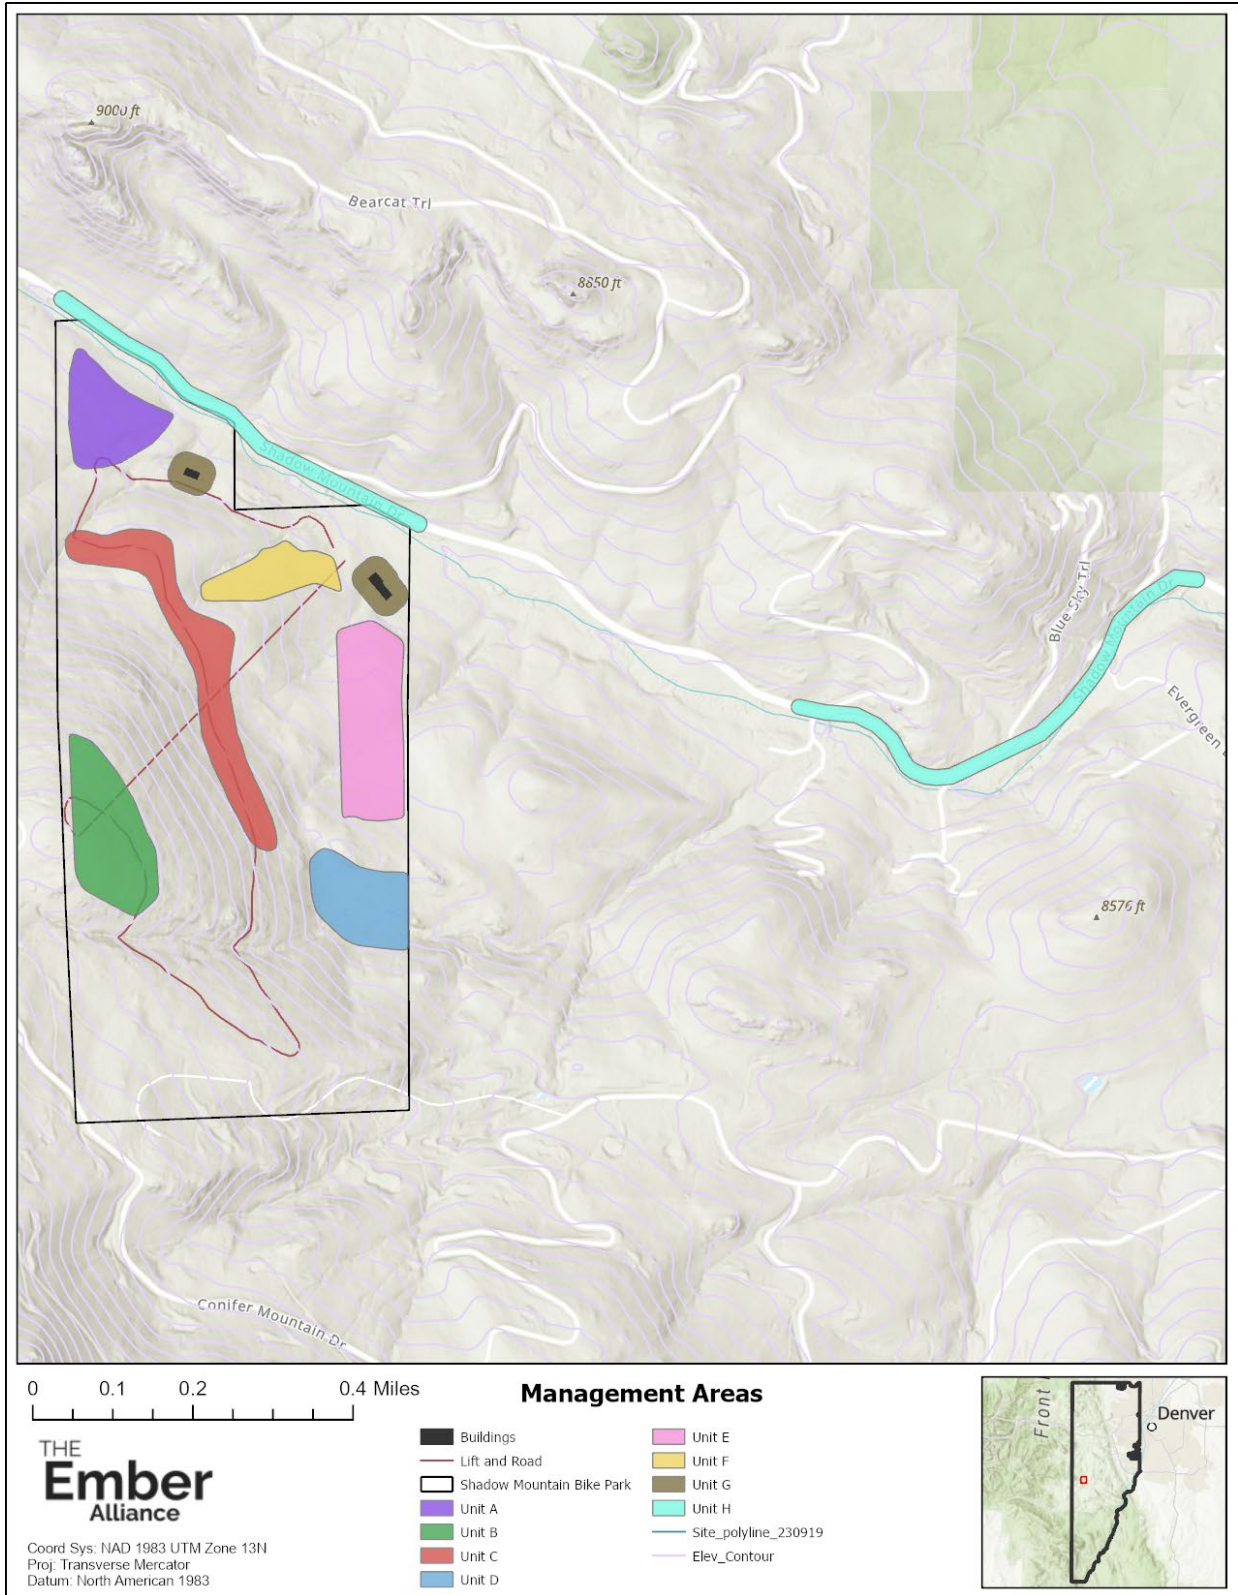 9000 ft
Bearcat Trl
8850 ft
Shadow Mountain Dr
Blue Sky Trl
Shadow Mountain Dr
Evergreen
8576 ft
Conifer Mountain Dr
0 0.1 0.2 0.4 Miles
Management Areas
THE
Ember
Alliance
Coord Sys: NAD 1983 UTM Zone 13N
Proj: Transverse Mercator
Datum: North American 1983
Buildings
Lift and Road
Shadow Mountain Bike Park
Unit A
Unit B
Unit C
Unit D
Unit E
Unit F
Unit G
Unit H
Site_polyline_230919
Elev_Contour
Front
Denver